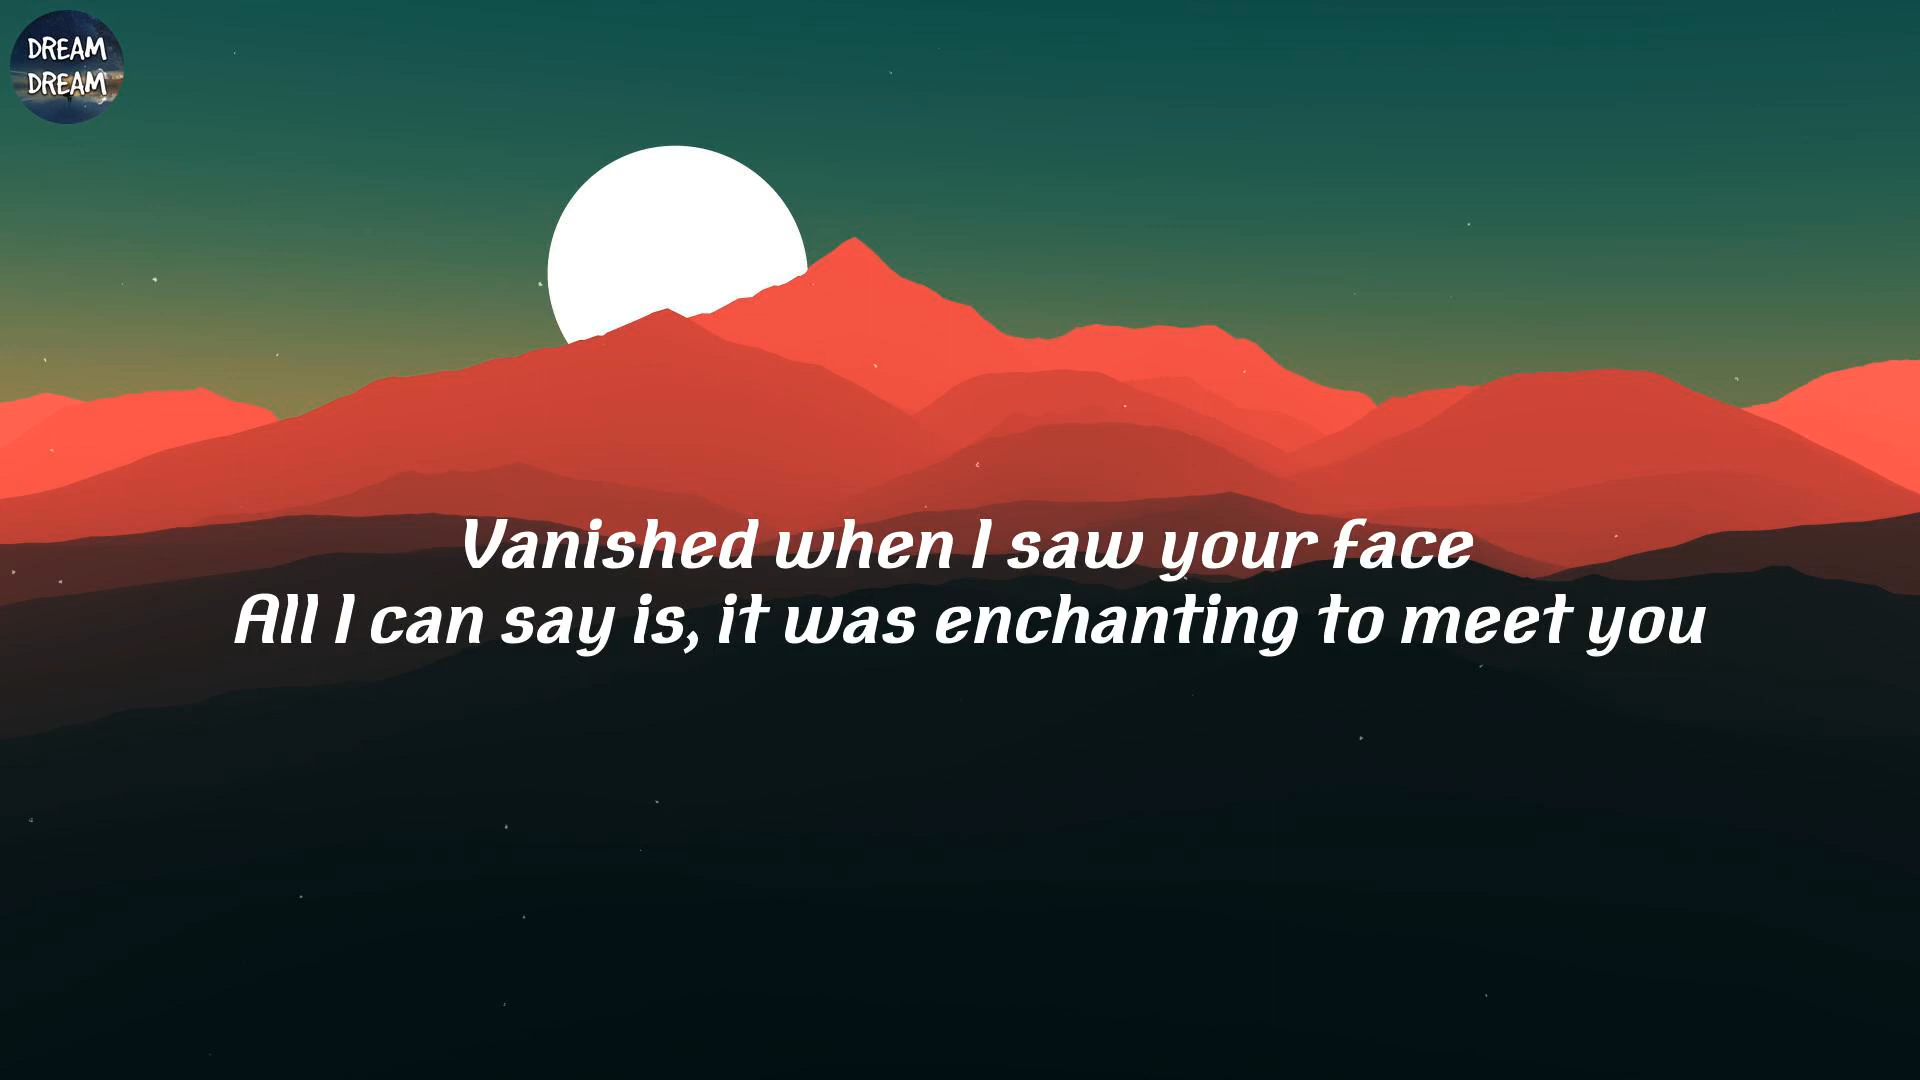 DREAM
DREAM
Vanished when I saw your face
All I can say is, it was enchanting to meet you